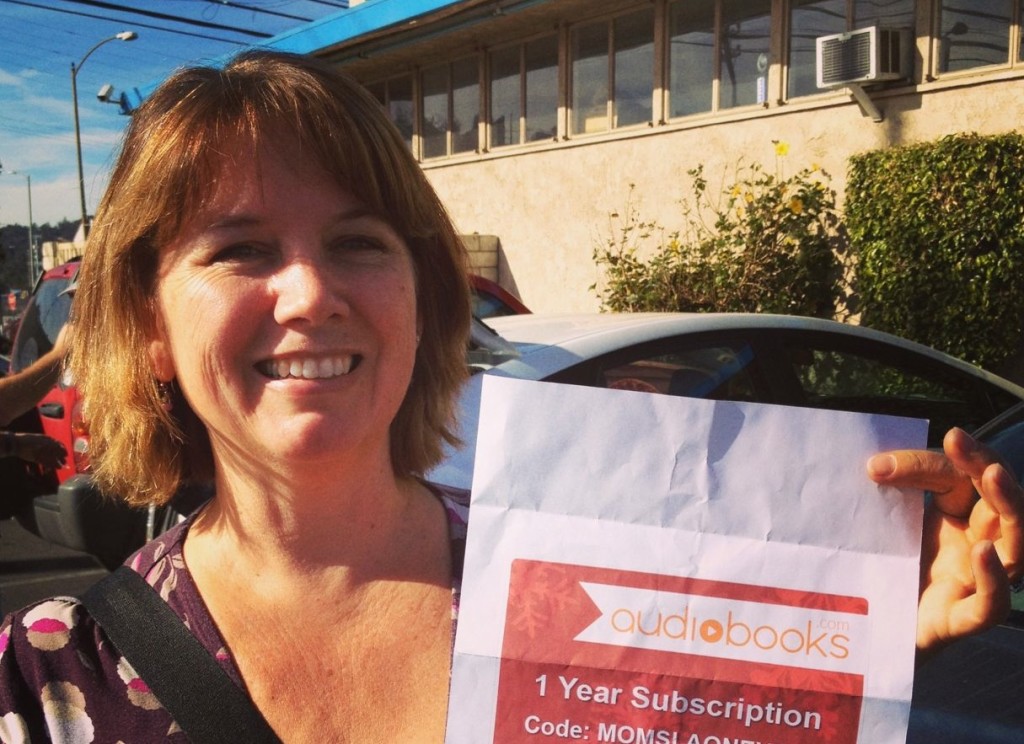 audiobooks
.com
1 Year Subscription
Code: